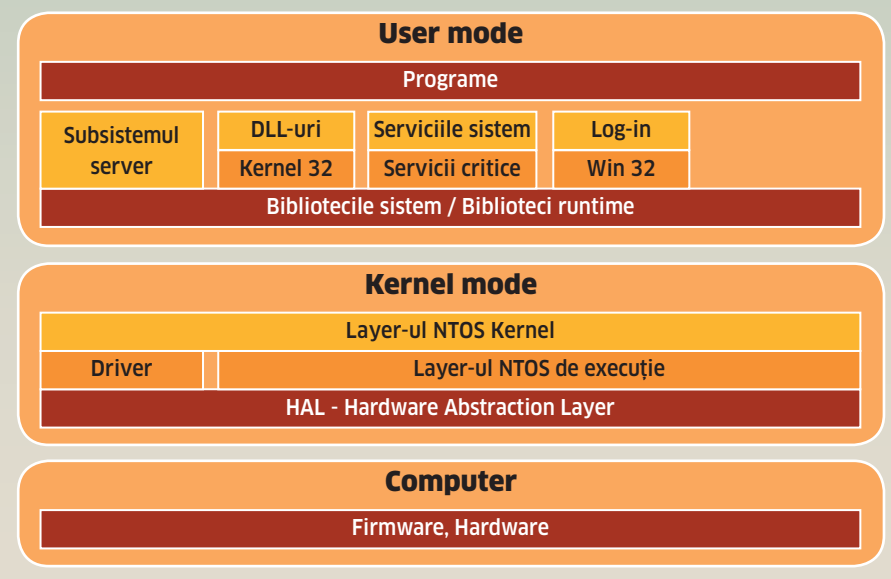 User mode
Programe
Subsistemul
server
DLL-uri
Kernel 32
Serviciile sistem
Servicii critice
Log-in
Win 32
Bibliotecile sistem / Biblioteci runtime
Kernel mode
Layer-ul NTOS Kernel
Driver
Layer-ul NTOS de execuție
HAL - Hardware Abstraction Layer
Computer
Firmware, Hardware